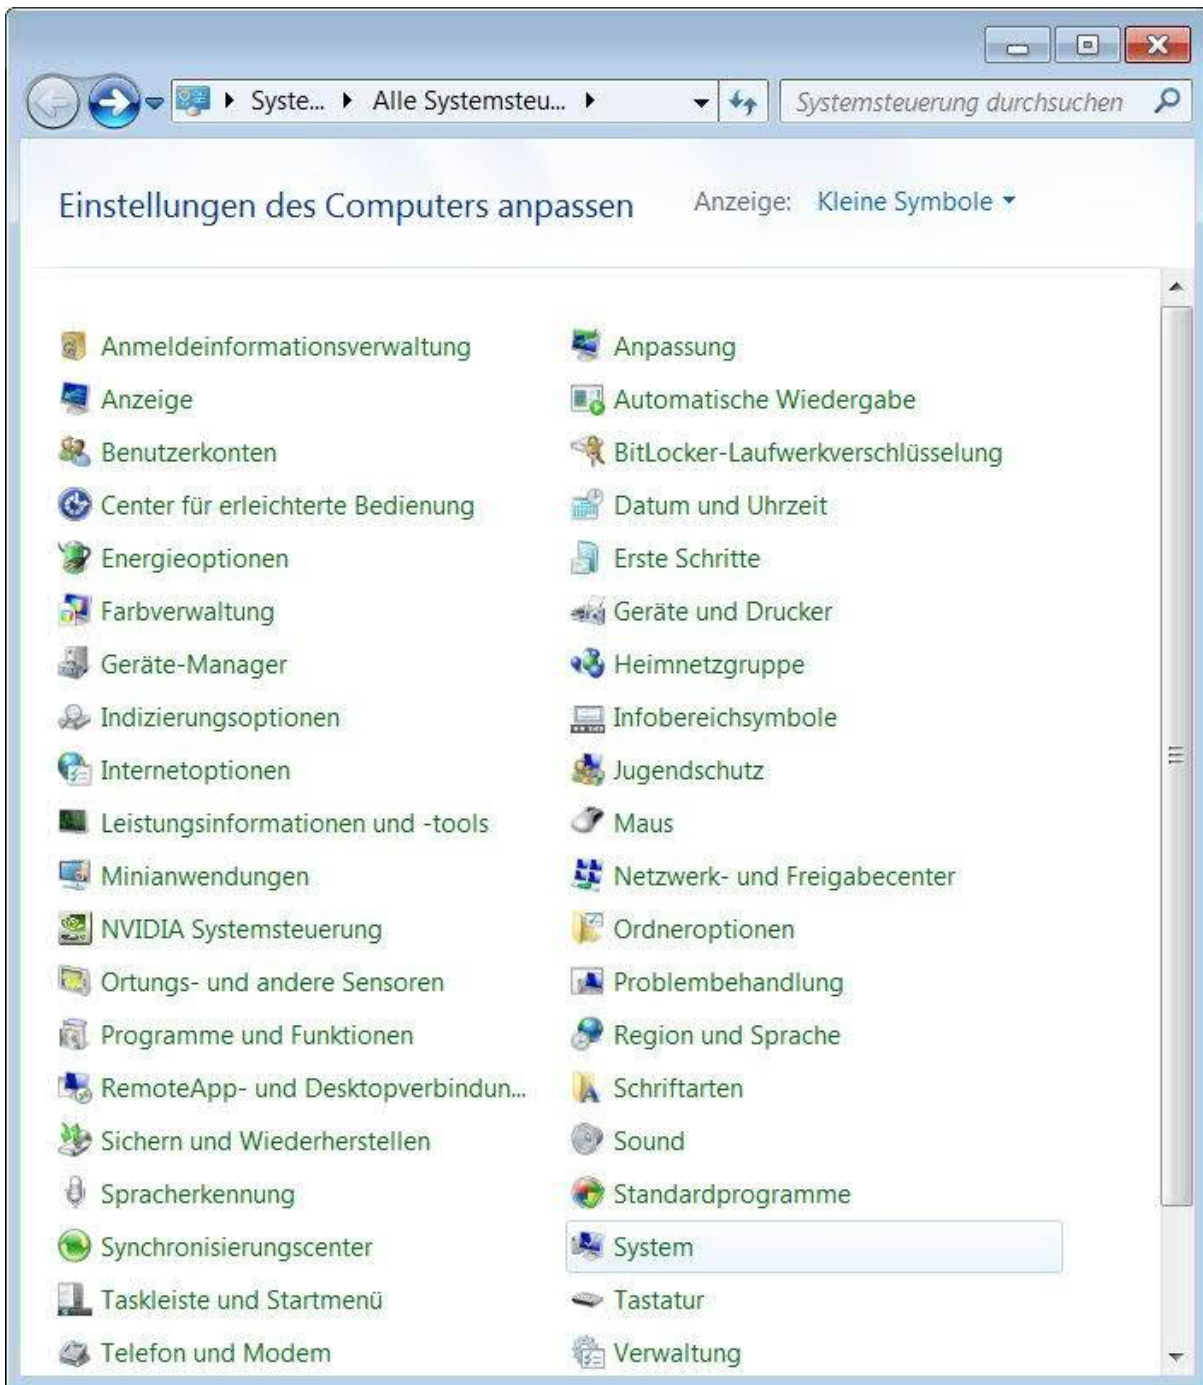 Syste... Alle Systemsteu... Systemsteuerung durchsuchen
Einstellungen des Computers anpassen Anzeige: Kleine Symbole
Anmeldeinformationsverwaltung Anpassung
Anzeige Automatische Wiedergabe
Benutzerkonten BitLocker-Laufwerkverschlüsselung
Center für erleichterte Bedienung Datum und Uhrzeit
Energieoptionen Erste Schritte
Farbverwaltung Geräte und Drucker
Geräte-Manager Heimnetzgruppe
Indizierungsoptionen Infobereichsymbole
Internetoptionen Jugendschutz
Leistungsinformationen und -tools Maus
Minianwendungen Netzwerk- und Freigabecenter
NVIDIA Systemsteuerung Ordneroptionen
Ortungs- und andere Sensoren Problembehandlung
Programme und Funktionen Region und Sprache
RemoteApp- und Desktopverbindun... Schriftarten
Sichern und Wiederherstellen Sound
Spracherkennung Standardprogramme
Synchronisierungscenter System
Taskleiste und Startmenü Tastatur
Telefon und Modem Verwaltung